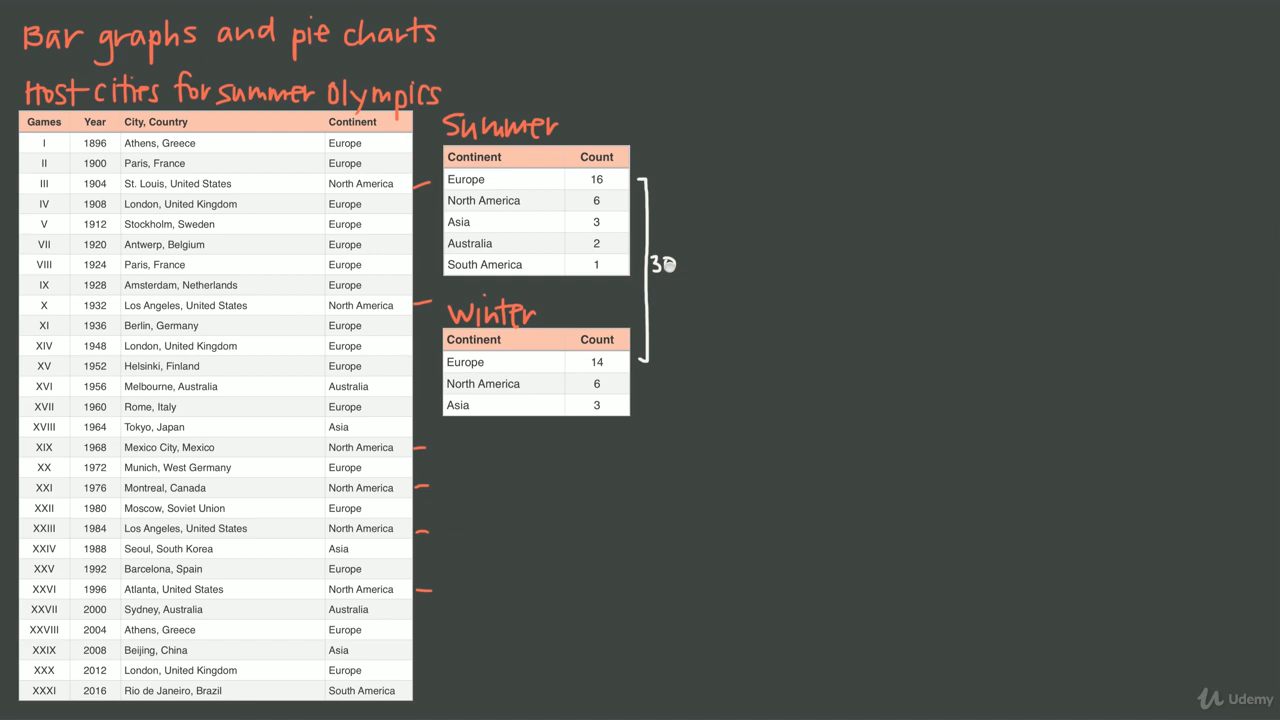 Bar graphs and pie charts
Host cities for summer Olympics
Games Year City, Country Continent
I 1896 Athens, Greece Europe
II 1900 Paris, France Europe
III 1904 St. Louis, United States North America
IV 1908 London, United Kingdom Europe
V 1912 Stockholm, Sweden Europe
VII 1920 Antwerp, Belgium Europe
VIII 1924 Paris, France Europe
IX 1928 Amsterdam, Netherlands Europe
X 1932 Los Angeles, United States North America
XI 1936 Berlin, Germany Europe
XIV 1948 London, United Kingdom Europe
XV 1952 Helsinki, Finland Europe
XVI 1956 Melbourne, Australia Australia
XVII 1960 Rome, Italy Europe
XVIII 1964 Tokyo, Japan Asia
XIX 1968 Mexico City, Mexico North America
XX 1972 Munich, West Germany Europe
XXI 1976 Montreal, Canada North America
XXII 1980 Moscow, Soviet Union Europe
XXIII 1984 Los Angeles, United States North America
XXIV 1988 Seoul, South Korea Asia
XXV 1992 Barcelona, Spain Europe
XXVI 1996 Atlanta, United States North America
XXVII 2000 Sydney, Australia Australia
XXVIII 2004 Athens, Greece Europe
XXIX 2008 Beijing, China Asia
XXX 2012 London, United Kingdom Europe
XXXI 2016 Rio de Janeiro, Brazil South America
Summer
Continent Count
Europe 16
North America 6
Asia 3
Australia 2
South America 1
30
Winter
Continent Count
Europe 14
North America 6
Asia 3
Udemy